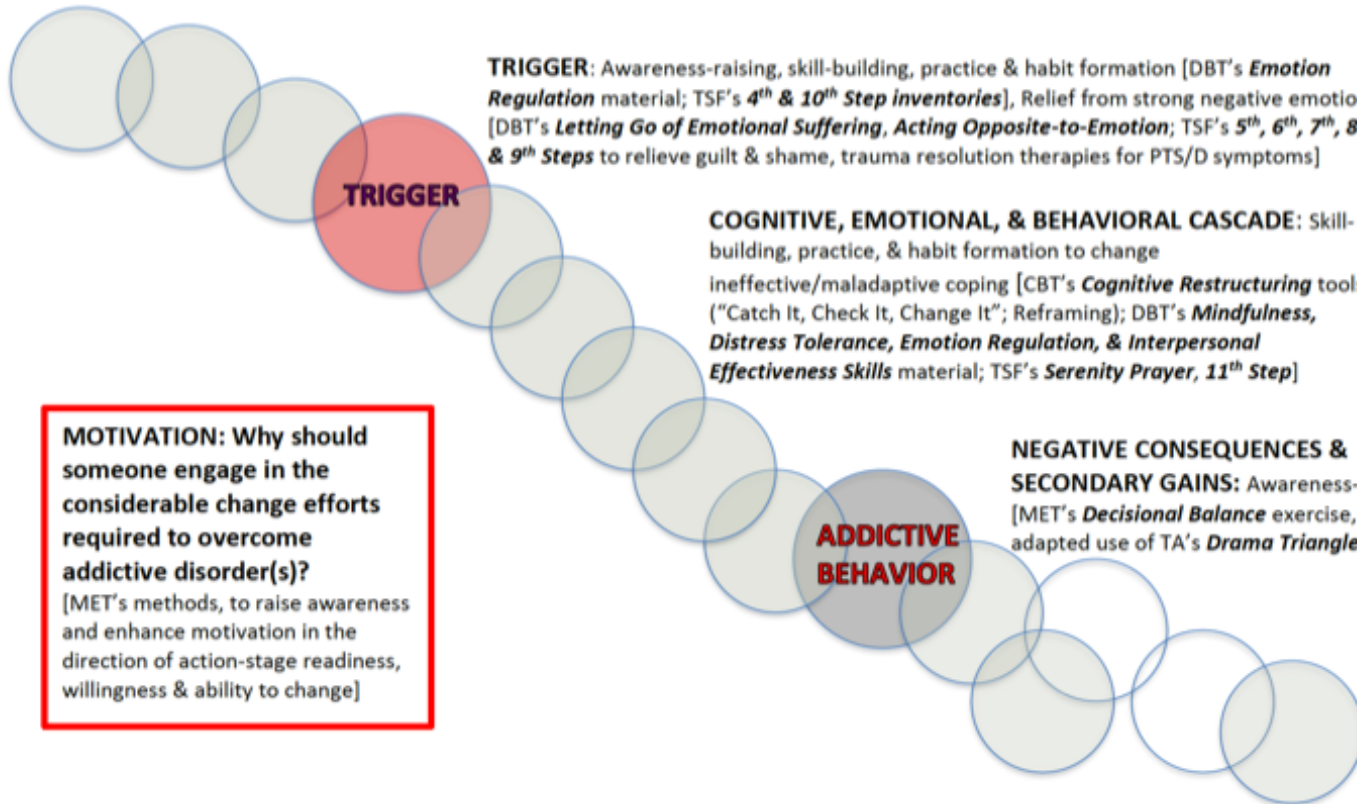 TRIGGER: Awareness-raising, skill-building, practice & habit formation [DBT's Emotion
Regulation material; TSF's 4th & 10th Step inventories], Relief from strong negative emotio
[DBT's Letting Go of Emotional Suffering, Acting Opposite-to-Emotion; TSF's 5th, 6th, 7th, 8
& 9th Steps to relieve guilt & shame, trauma resolution therapies for PTS/D symptoms]
TRIGGER
COGNITIVE, EMOTIONAL, & BEHAVIORAL CASCADE: Skill-
building, practice, & habit formation to change
ineffective/maladaptive coping [CBT's Cognitive Restructuring tool
("Catch It, Check It, Change It"; Reframing); DBT's Mindfulness,
Distress Tolerance, Emotion Regulation, & Interpersonal
Effectiveness Skills material; TSF's Serenity Prayer, 11th Step]
MOTIVATION: Why should
someone engage in the
considerable change efforts
required to overcome
addictive disorder(s)?
[MET's methods, to raise awareness
and enhance motivation in the
direction of action-stage readiness,
willingness & ability to change]
ADDICTIVE
BEHAVIOR
NEGATIVE CONSEQUENCES &
SECONDARY GAINS: Awareness-
[MET's Decisional Balance exercise,
adapted use of TA's Drama Triangle